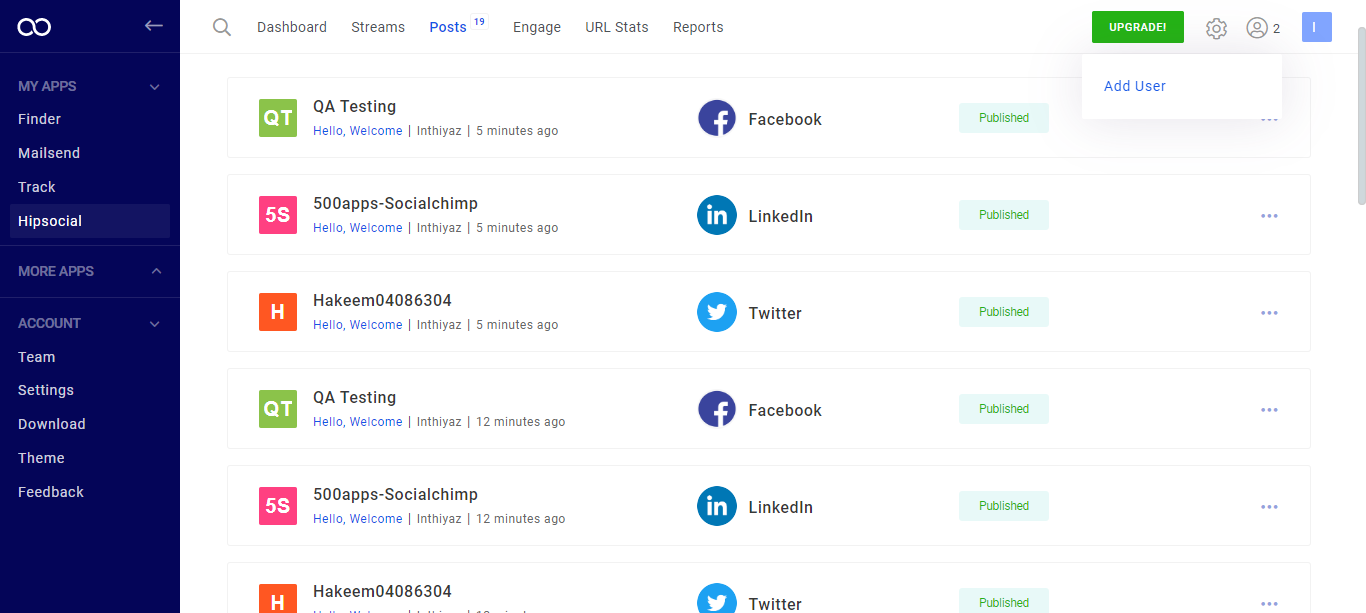 Dashboard Streams Posts 19 Engage URL Stats Reports UPGRADE! 2 I
Add User
MY APPS
Finder
Mailsend
Track
Hipsocial
MORE APPS
ACCOUNT
Team
Settings
Download
Theme
Feedback
QT QA Testing Facebook Published
Hello, Welcome | Inthiyaz | 5 minutes ago
5S 500apps-Socialchimp in LinkedIn Published
Hello, Welcome | Inthiyaz | 5 minutes ago
H Hakeem04086304 Twitter Published
Hello, Welcome | Inthiyaz | 5 minutes ago
QT QA Testing Facebook Published
Hello, Welcome | Inthiyaz | 12 minutes ago
5S 500apps-Socialchimp in LinkedIn Published
Hello, Welcome | Inthiyaz | 12 minutes ago
H Hakeem04086304 Twitter Published